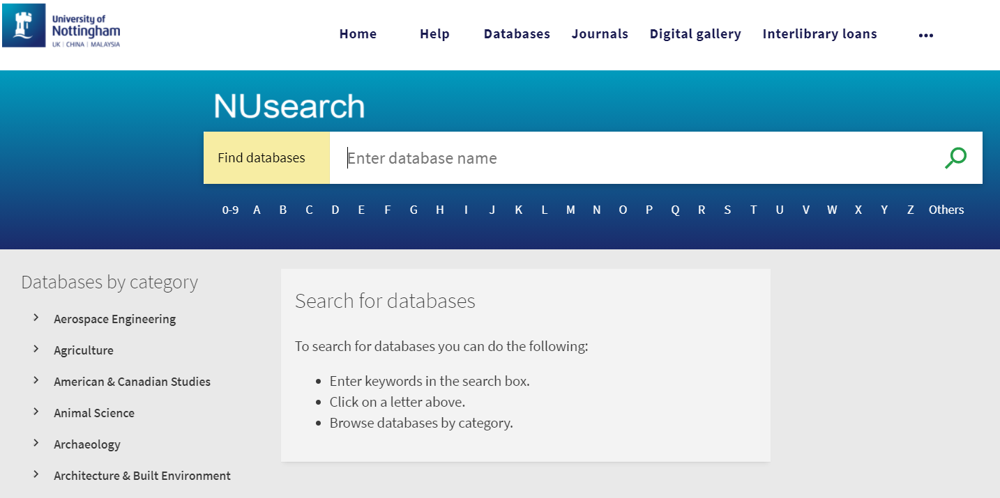 University of
Nottingham
UK | CHINA | MALAYSIA
Home Help Databases Journals Digital gallery Interlibrary loans •••
NUsearch
Find databases Enter database name
0-9 A B C D E F G H I J K L M N O P Q R S T U V W X Y Z Others
Databases by category
Aerospace Engineering
Agriculture
American & Canadian Studies
Animal Science
Archaeology
Architecture & Built Environment
Search for databases
To search for databases you can do the following:
• Enter keywords in the search box.
• Click on a letter above.
• Browse databases by category.